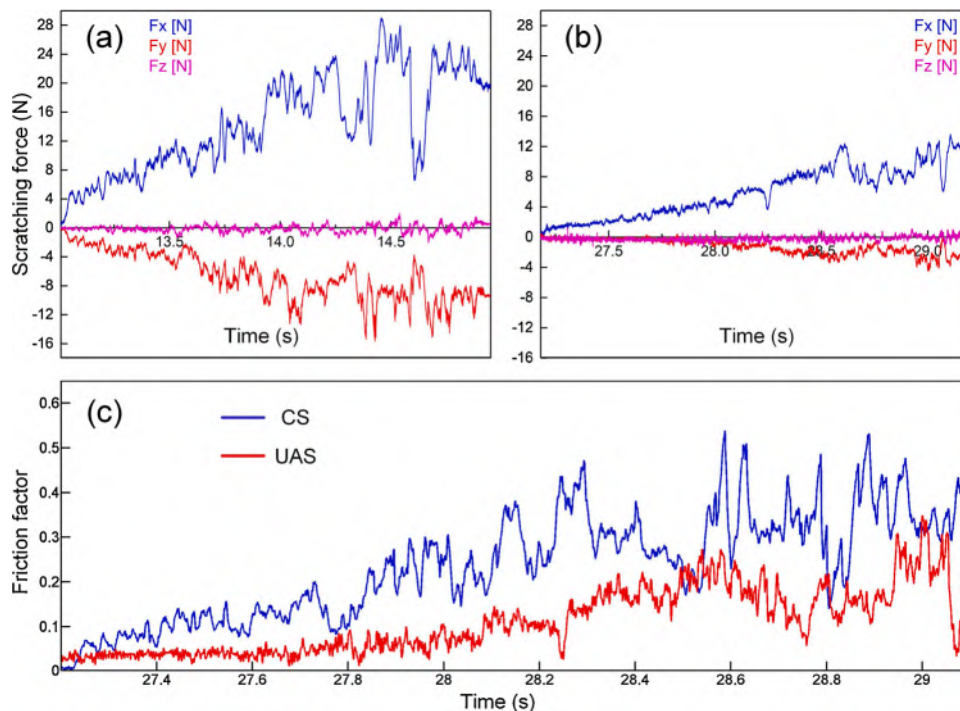 (a)
Fx [N]
Fy [N]
Fz [N]
28
24
20
16
12
8
4
0
-4
-8
-12
-16
Scratching force (N)
13.5 14.0 14.5
Time (s)
(b)
Fx [N]
Fy [N]
Fz [N]
28
24
20
16
12
8
4
0
-4
-8
12
16
27.5 28.0 28.5 29.0
Time (s)
(c)
CS
UAS
0.6
0.5
0.4
0.3
0.2
0.1
0
Friction factor
27.4 27.6 27.8 28 28.2 28.4 28.6 28.8 29
Time (s)